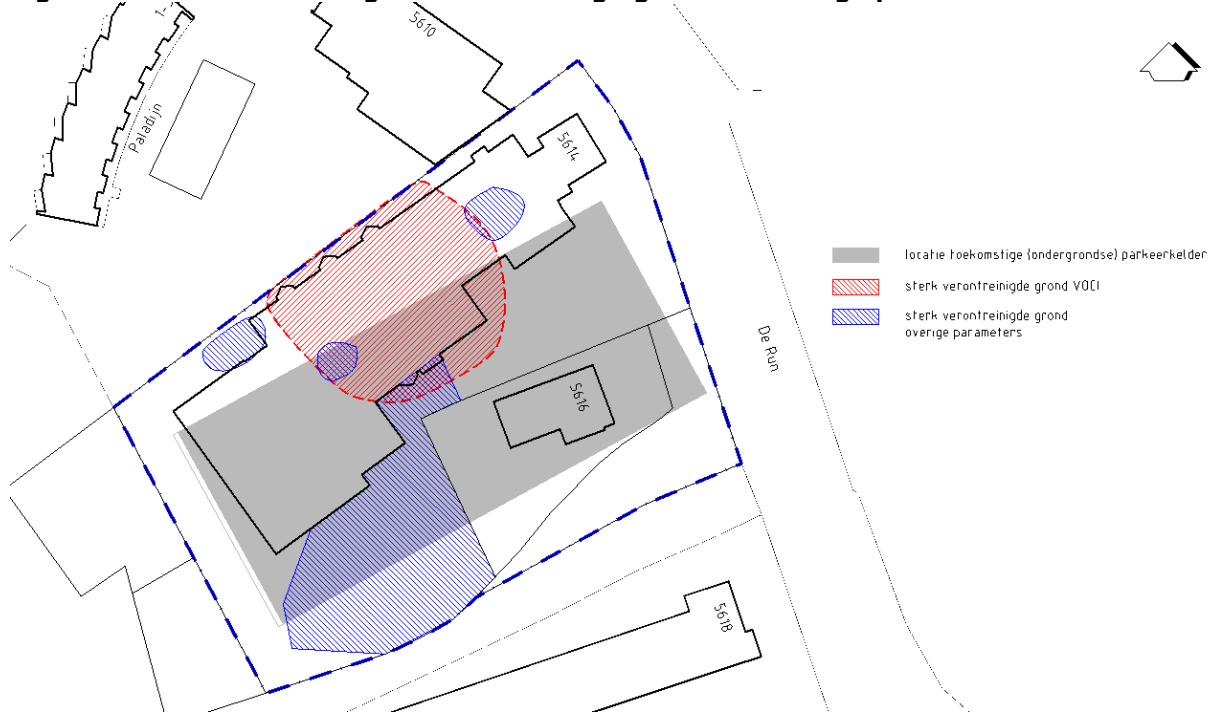 5610
Paladijn
5614
locatie toekomstige (ondergrondse) parkeerkelder
sterk verontreinigde grond VOCl
sterk verontreinigde grond
overige parameters
De Run
5616
5618